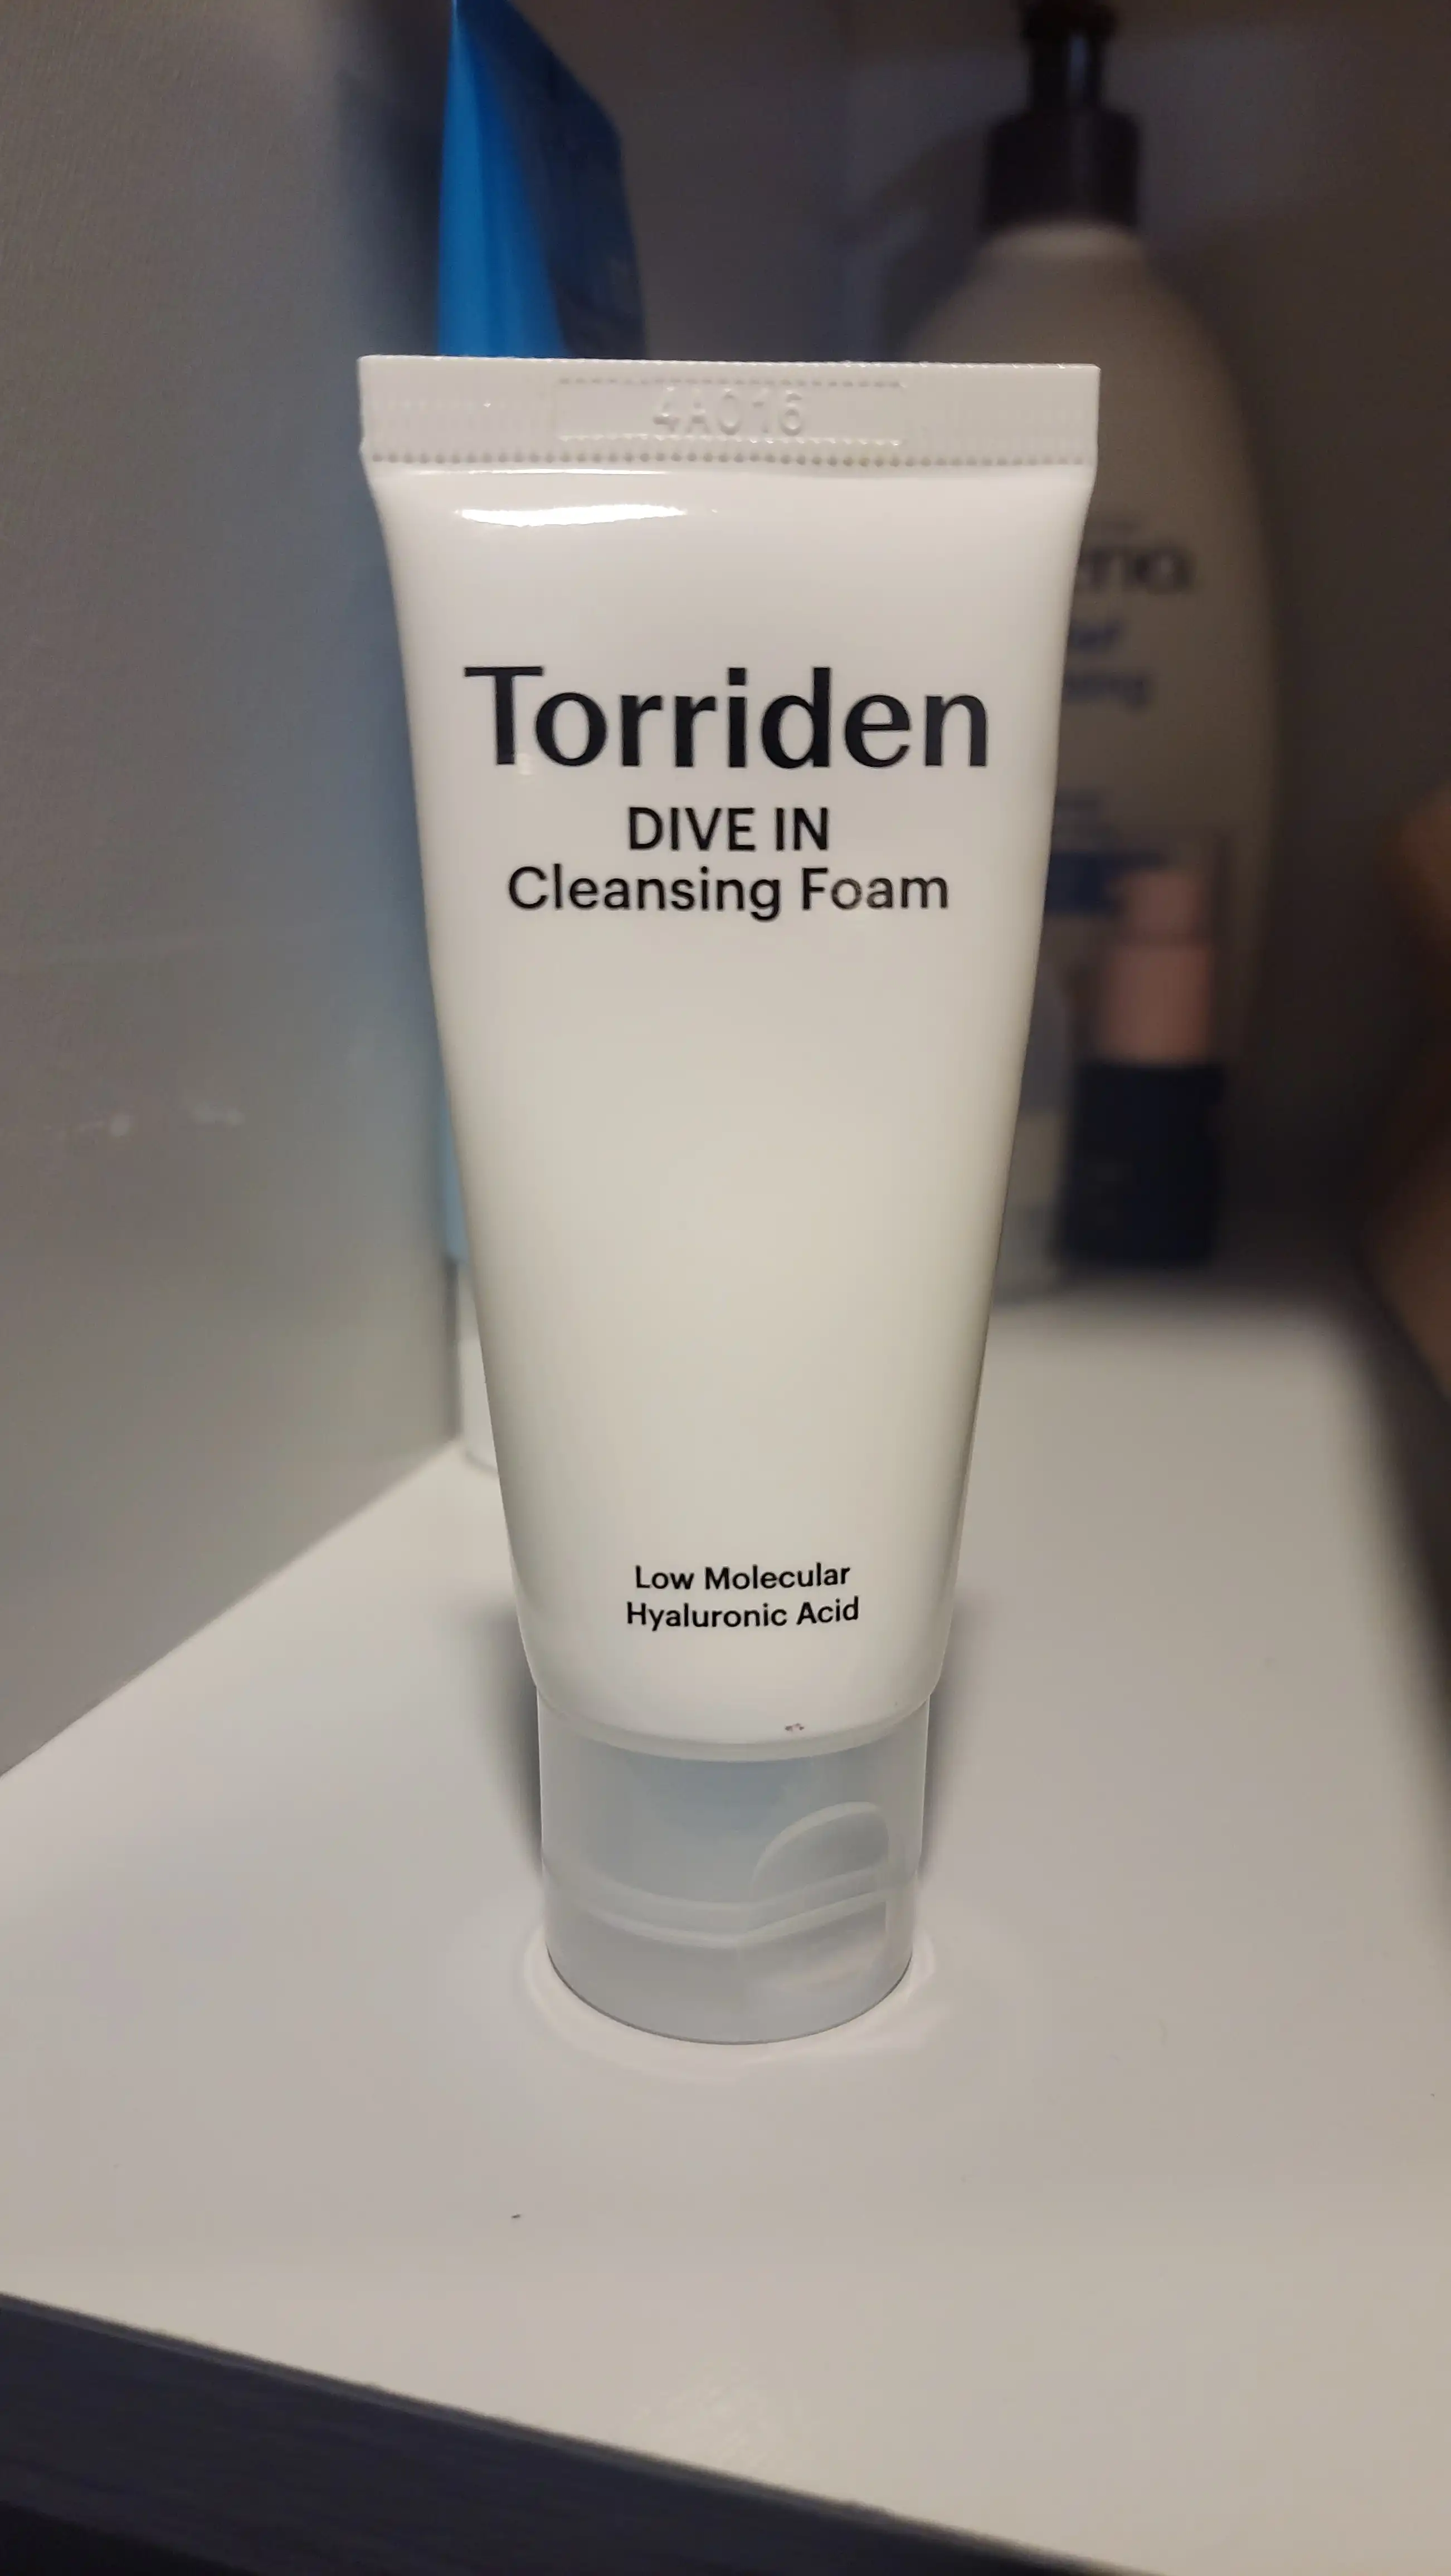 4A016
Torriden
DIVE IN
Cleansing Foam
Low Molecular
Hyaluronic Acid